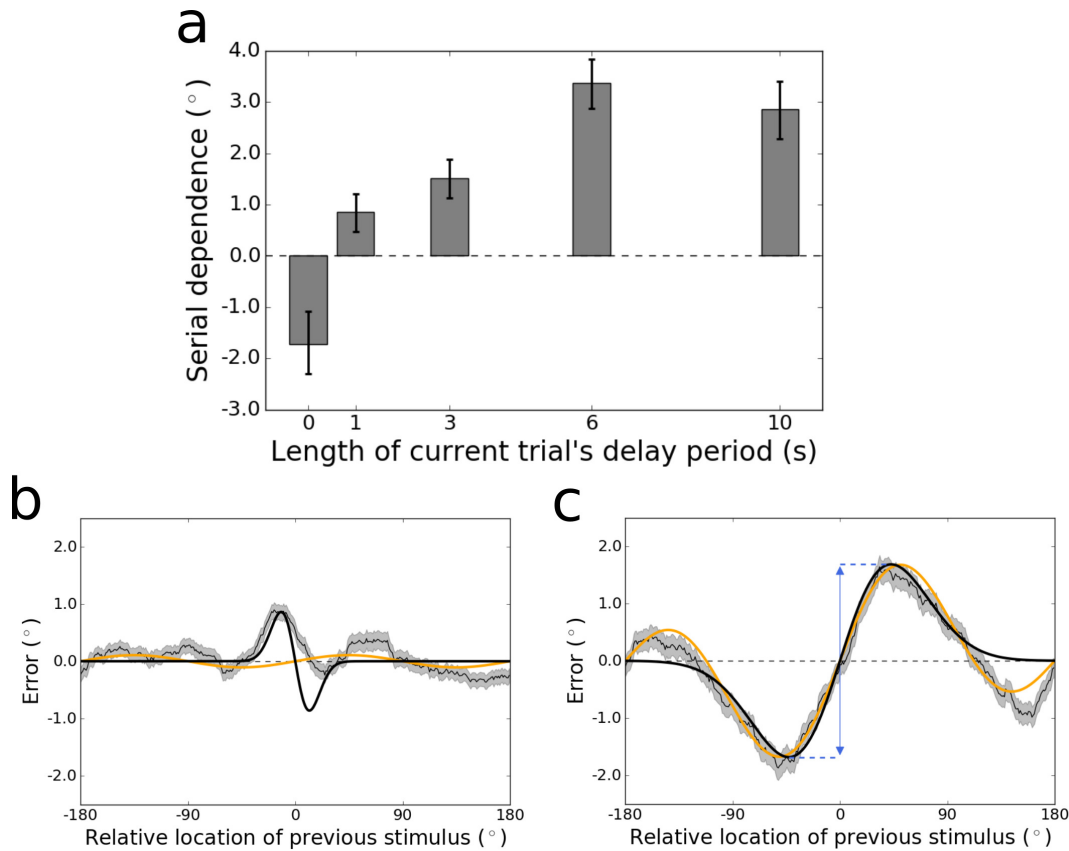 a
4.0
3.0
2.0
1.0
0.0
-1.0
-2.0
-3.0
Serial dependence (°)
0 1 3 6 10
Length of current trial's delay period (s)
b
2.0
1.0
0.0
-1.0
-2.0
Error (°)
-180 -90 0 90 180
Relative location of previous stimulus (°)
c
2.0
1.0
0.0
-1.0
-2.0
Error (°)
-180 -90 0 90 180
Relative location of previous stimulus (°)